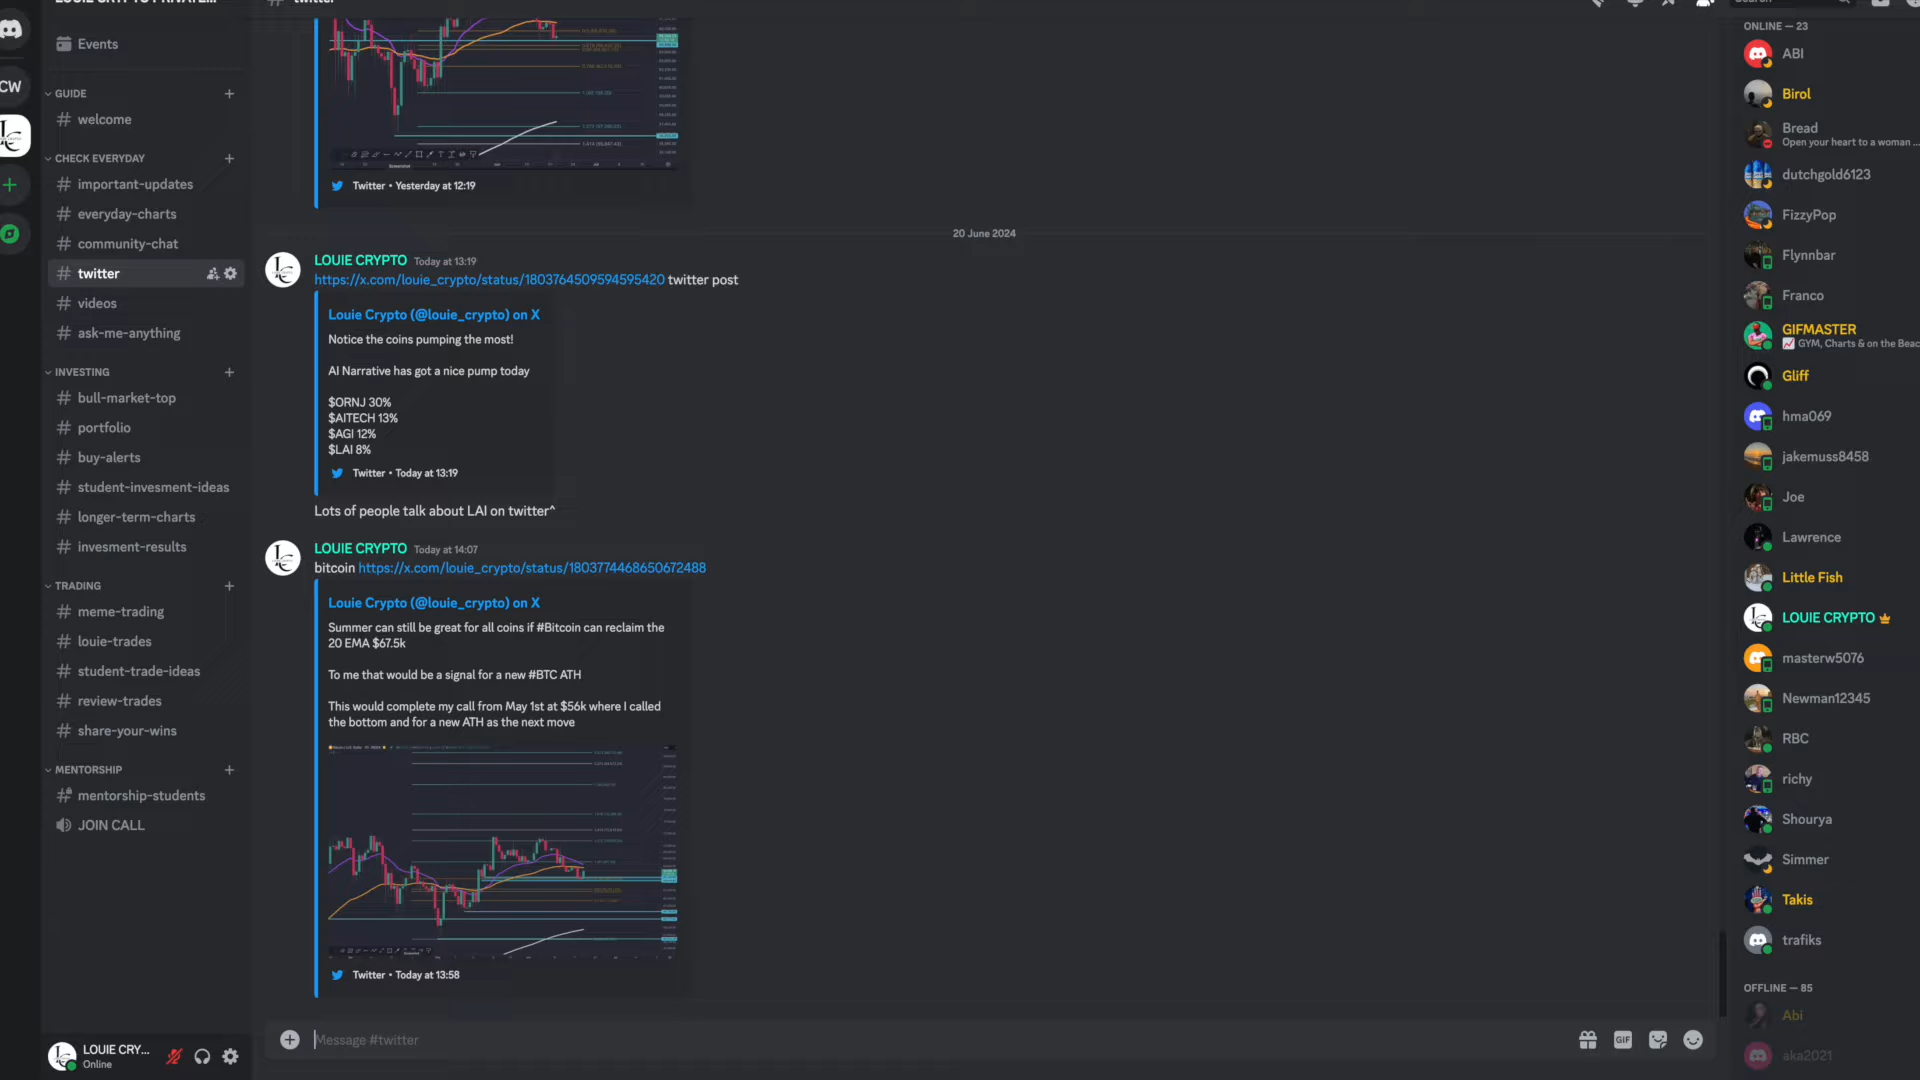 Events
CW
GUIDE
welcome
CHECK EVERYDAY
important-updates
everyday-charts
community-chat
twitter
videos
ask-me-anything
INVESTING
bull-market-top
portfolio
buy-alerts
student-invesment-ideas
longer-term-charts
invesment-results
TRADING
meme-trading
louie-trades
student-trade-ideas
review-trades
share-your-wins
MENTORSHIP
mentorship-students
JOIN CALL
LOUIE CRY...
Online
Twitter • Yesterday at 12:19
20 June 2024
LOUIE CRYPTO Today at 13:19
https://x.com/louie_crypto/status/1803764509594595420 twitter post
Louie Crypto (@louie_crypto) on X
Notice the coins pumping the most!
AI Narrative has got a nice pump today
$ORNJ 30%
$AITECH 13%
$AGI 12%
$LAI 8%
Twitter • Today at 13:19
Lots of people talk about LAI on twitter^
LOUIE CRYPTO Today at 14:07
bitcoin https://x.com/louie_crypto/status/1803774468650672488
Louie Crypto (@louie_crypto) on X
Summer can still be great for all coins if #Bitcoin can reclaim the
20 EMA $67.5k
To me that would be a signal for a new #BTC ATH
This would complete my call from May 1st at $56k where I called
the bottom and for a new ATH as the next move
Twitter • Today at 13:58
Message #twitter
GIF
ONLINE — 23
ABI
Birol
Bread
Open your heart to a woman ...
dutchgold6123
FizzyPop
Flynnbar
Franco
GIFMASTER
GYM, Charts & on the Beac
Gliff
hma069
jakemuss8458
Joe
Lawrence
Little Fish
LOUIE CRYPTO
masterw5076
Newman12345
RBC
richy
Shourya
Simmer
Takis
trafiks
OFFLINE — 85
Abi
aka2021